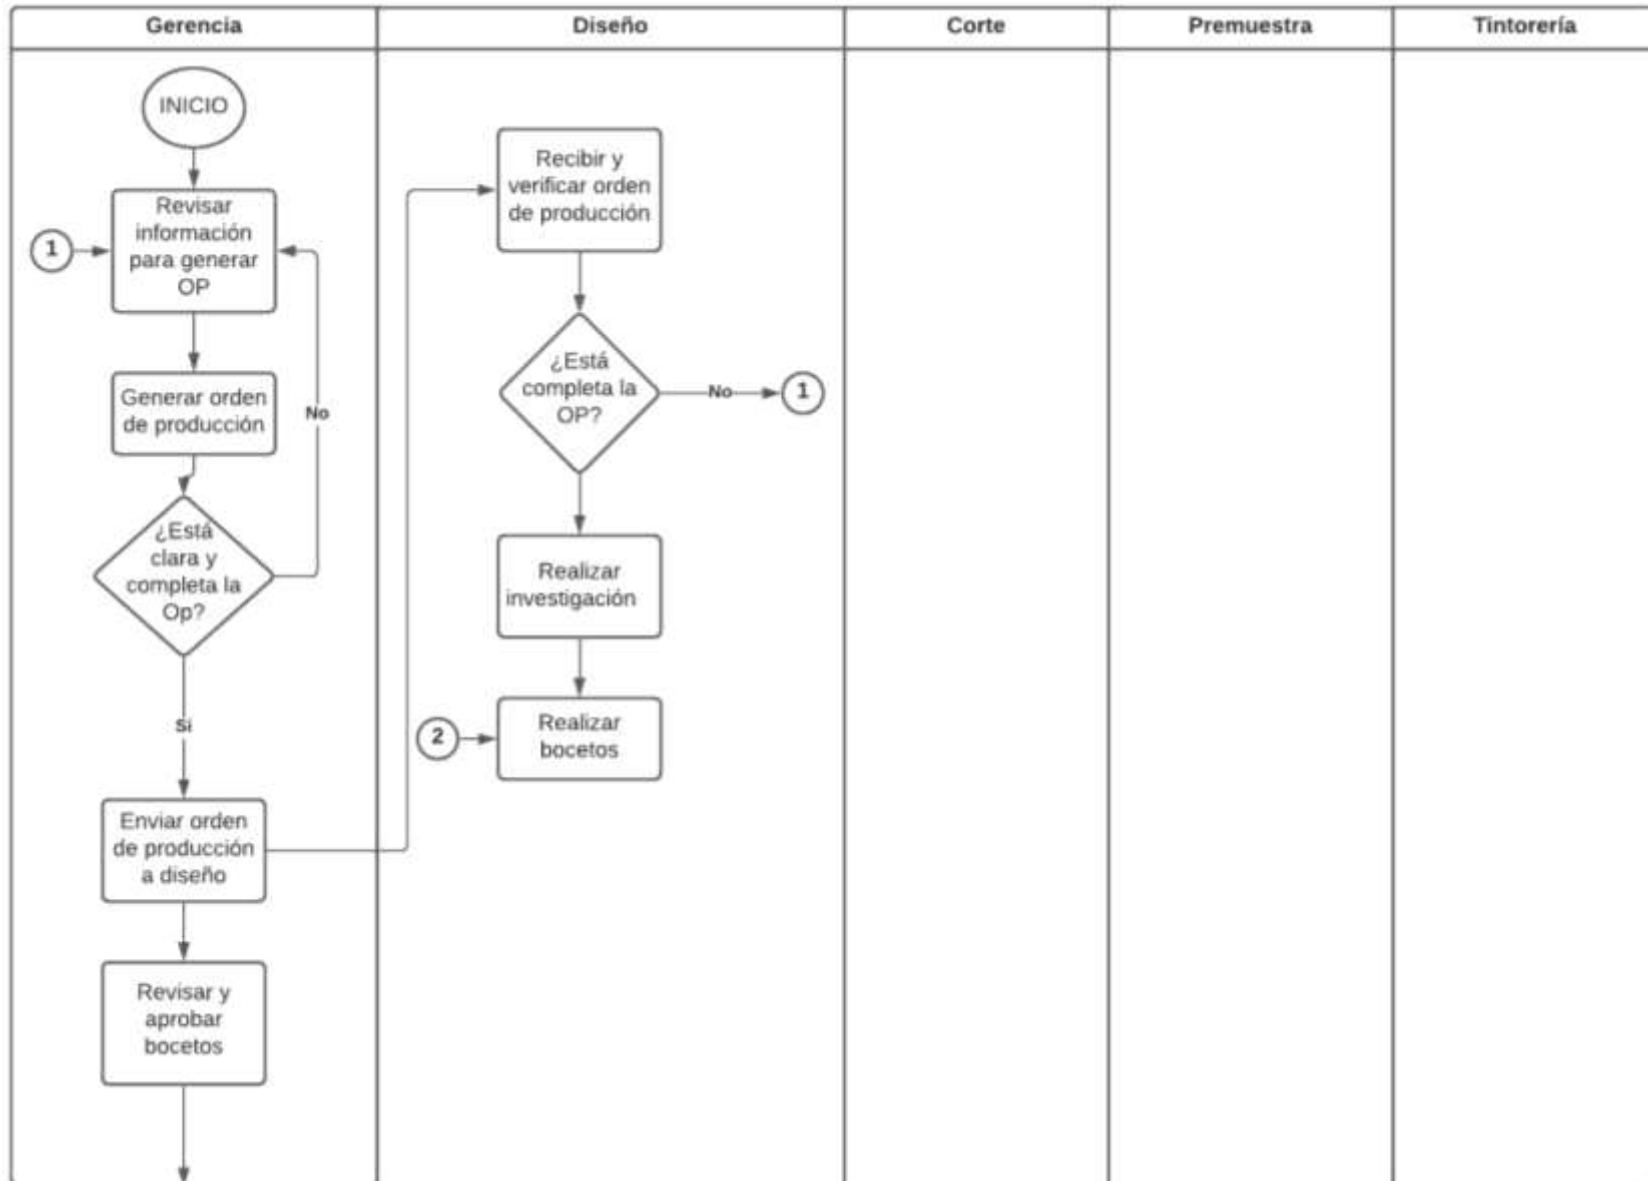 Gerencia
Diseño
Corte
Premuestra
Tintorería
INICIO
Revisar
información
para generar
OP
1
Generar orden
de producción
No
¿Está
clara y
completa la
Op?
Si
Enviar orden
de producción
a diseño
Revisar y
aprobar
bocetos
Recibir y
verificar orden
de producción
¿Está
completa la
OP?
No
1
Realizar
investigación
2
Realizar
bocetos